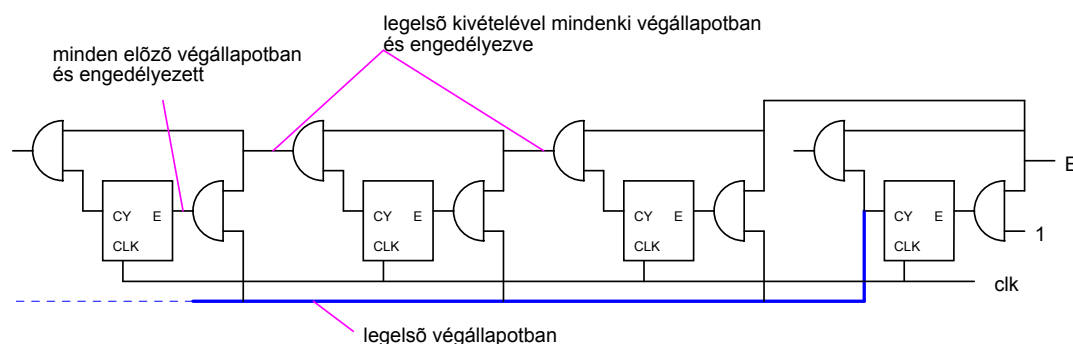 legelsõ kivételével mindenki végállapotban
és engedélyezve
minden elõzõ végállapotban
és engedélyezett
E
CY E
CLK
CY E
CLK
CY E
CLK
CY E
CLK
1
clk
legelsõ végállapotban